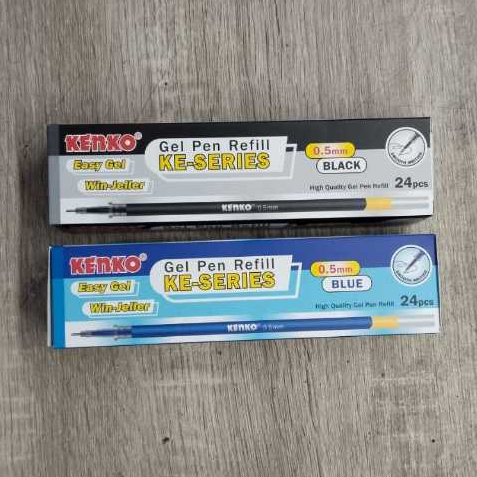 KENKO®
Easy Gel
Win-Jeller
Gel Pen Refill
KE-SERIES
0.5mm
BLACK
High Quality Gel Pen Refill
24pcs
KENKO 0.5mm
KENKO®
Easy Gel
Win-Jeller
Gel Pen Refill
KE-SERIES
0.5mm
BLUE
High Quality Gel Pen Refill
24pcs
KENKO 0.5mm